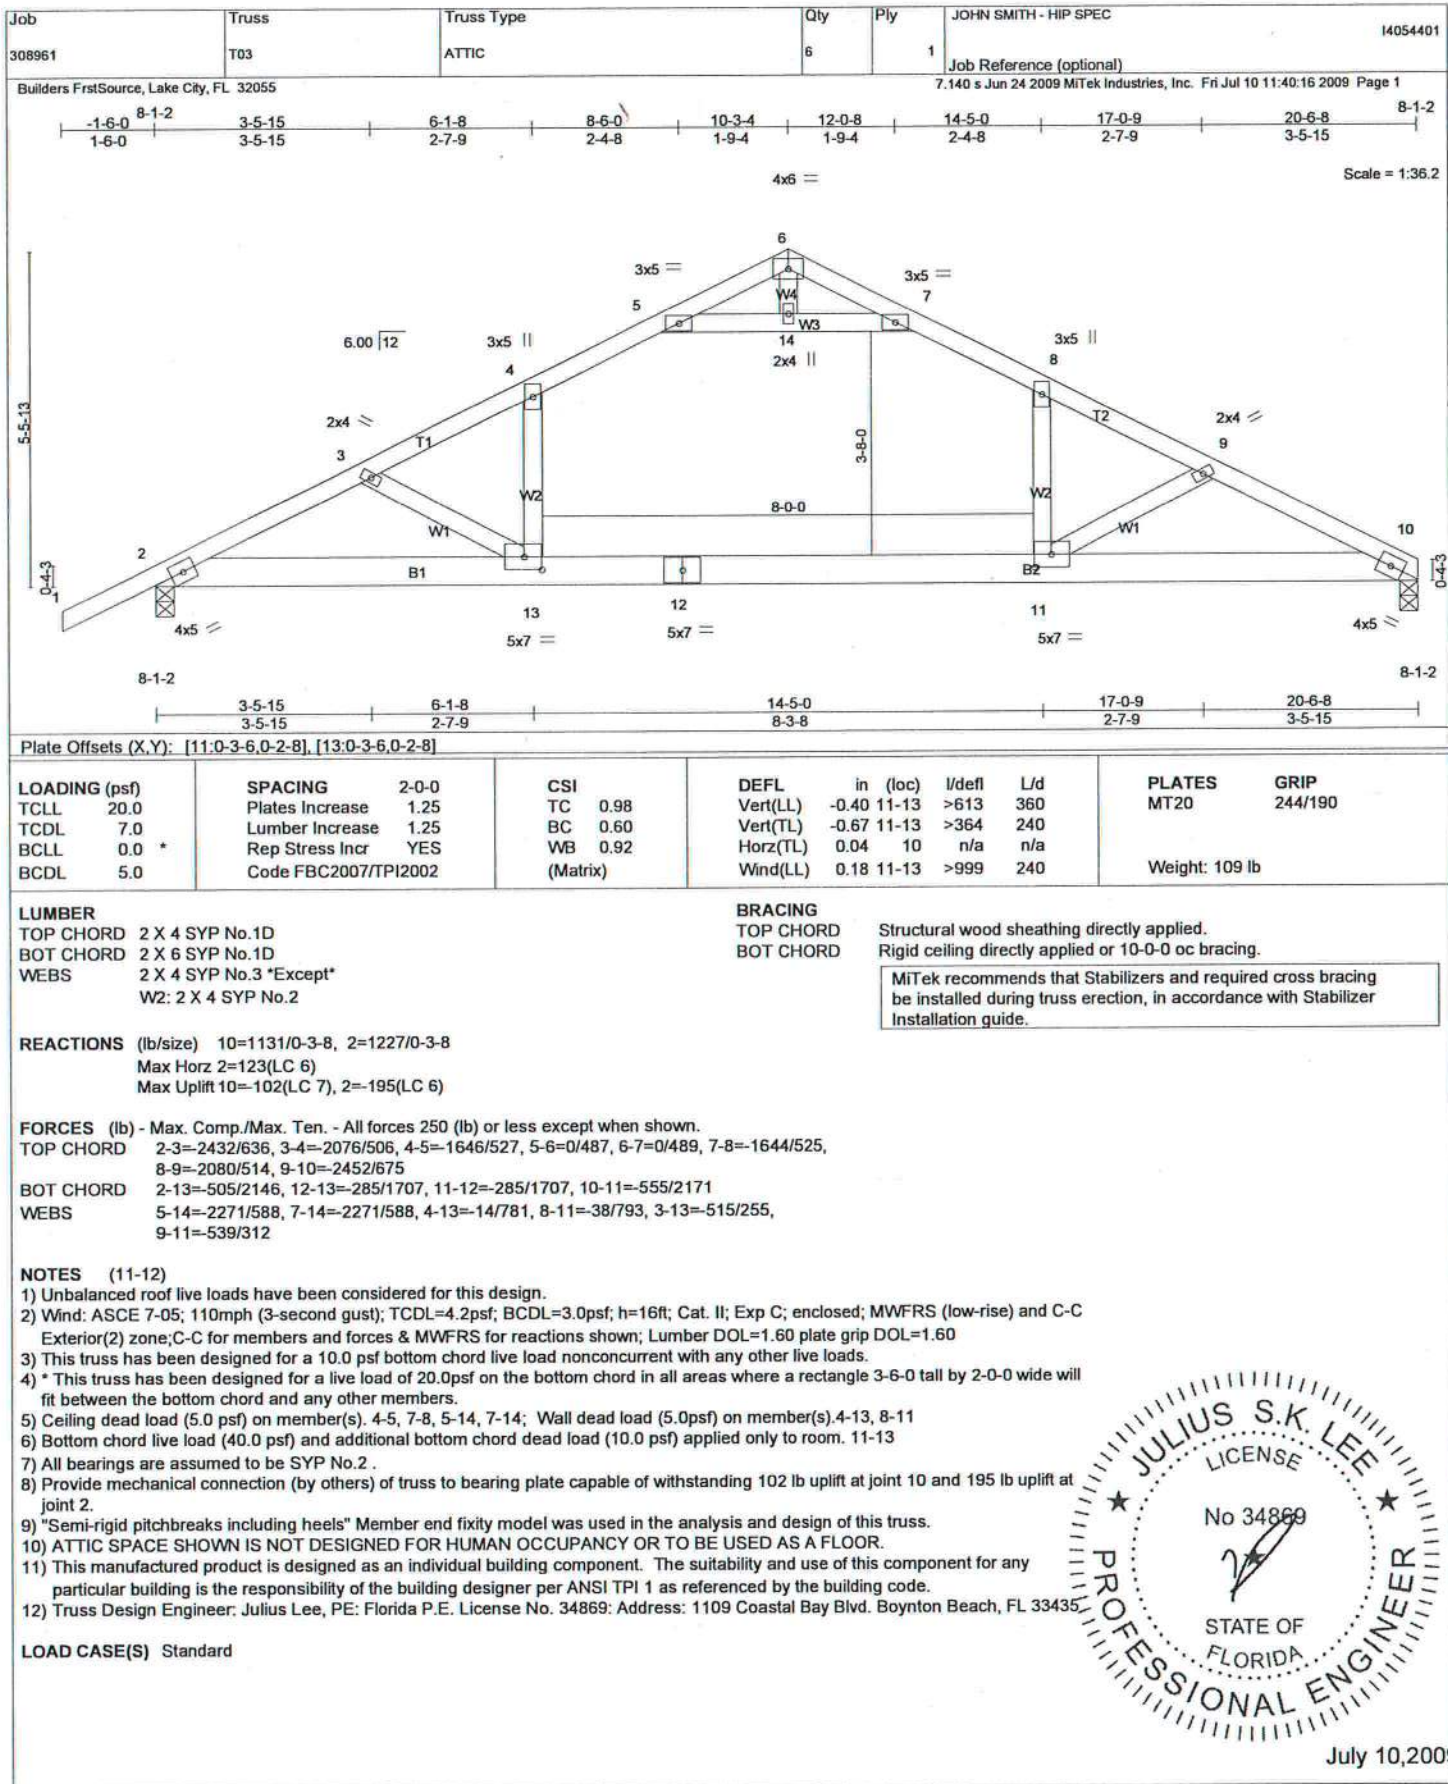 Job Truss Truss Type Qty Ply JOHN SMITH - HIP SPEC
I4054401
308961 T03 ATTIC 6 1
Job Reference (optional)
Builders FrstSource, Lake City, FL 32055 7.140 s Jun 24 2009 MiTek Industries, Inc. Fri Jul 10 11:40:16 2009 Page 1
-1-6-0 8-1-2 3-5-15 6-1-8 8-6-0 10-3-4 12-0-8 14-5-0 17-0-9 20-6-8 8-1-2
1-6-0 3-5-15 2-7-9 2-4-8 1-9-4 1-9-4 2-4-8 2-7-9 3-5-15
Scale = 1:36.2
4x6 =
6
3x5 = 3x5 =
5 W4 7
W3
6.00 12 3x5 || 14 3x5 ||
4 2x4 || 8
5-5-13
2x4 T1 3-8-0 T2 2x4
3 9
W2 8-0-0 W2
W1 W1
2 10
0-4-3 B1 B2 0-4-3
1
13 12 11
4x5 5x7 = 5x7 = 5x7 = 4x5
8-1-2 8-1-2
3-5-15 6-1-8 14-5-0 17-0-9 20-6-8
3-5-15 2-7-9 8-3-8 2-7-9 3-5-15
Plate Offsets (X,Y): [11:0-3-6,0-2-8], [13:0-3-6,0-2-8]
LOADING (psf) SPACING 2-0-0 CSI DEFL in (loc) l/defl L/d PLATES GRIP
TCLL 20.0 Plates Increase 1.25 TC 0.98 Vert(LL) -0.40 11-13 >613 360 MT20 244/190
TCDL 7.0 Lumber Increase 1.25 BC 0.60 Vert(TL) -0.67 11-13 >364 240
BCLL 0.0 * Rep Stress Incr YES WB 0.92 Horz(TL) 0.04 10 n/a n/a
BCDL 5.0 Code FBC2007/TPI2002 (Matrix) Wind(LL) 0.18 11-13 >999 240 Weight: 109 lb
LUMBER
TOP CHORD 2 X 4 SYP No.1D
BOT CHORD 2 X 6 SYP No.1D
WEBS 2 X 4 SYP No.3 *Except*
W2: 2 X 4 SYP No.2
BRACING
TOP CHORD Structural wood sheathing directly applied.
BOT CHORD Rigid ceiling directly applied or 10-0-0 oc bracing.
MiTek recommends that Stabilizers and required cross bracing
be installed during truss erection, in accordance with Stabilizer
Installation guide.
REACTIONS (lb/size) 10=1131/0-3-8, 2=1227/0-3-8
Max Horz 2=123(LC 6)
Max Uplift 10=-102(LC 7), 2=-195(LC 6)
FORCES (lb) - Max. Comp./Max. Ten. - All forces 250 (lb) or less except when shown.
TOP CHORD 2-3=-2432/636, 3-4=-2076/506, 4-5=-1646/527, 5-6=0/487, 6-7=0/489, 7-8=-1644/525,
8-9=-2080/514, 9-10=-2452/675
BOT CHORD 2-13=-505/2146, 12-13=-285/1707, 11-12=-285/1707, 10-11=-555/2171
WEBS 5-14=-2271/588, 7-14=-2271/588, 4-13=-14/781, 8-11=-38/793, 3-13=-515/255,
9-11=-539/312
NOTES (11-12)
1) Unbalanced roof live loads have been considered for this design.
2) Wind: ASCE 7-05; 110mph (3-second gust); TCDL=4.2psf; BCDL=3.0psf; h=16ft; Cat. II; Exp C; enclosed; MWFRS (low-rise) and C-C
Exterior(2) zone;C-C for members and forces & MWFRS for reactions shown; Lumber DOL=1.60 plate grip DOL=1.60
3) This truss has been designed for a 10.0 psf bottom chord live load nonconcurrent with any other live loads.
4) * This truss has been designed for a live load of 20.0psf on the bottom chord in all areas where a rectangle 3-6-0 tall by 2-0-0 wide will
fit between the bottom chord and any other members.
5) Ceiling dead load (5.0 psf) on member(s). 4-5, 7-8, 5-14, 7-14; Wall dead load (5.0psf) on member(s).4-13, 8-11
6) Bottom chord live load (40.0 psf) and additional bottom chord dead load (10.0 psf) applied only to room. 11-13
7) All bearings are assumed to be SYP No.2 .
8) Provide mechanical connection (by others) of truss to bearing plate capable of withstanding 102 lb uplift at joint 10 and 195 lb uplift at
joint 2.
9) "Semi-rigid pitchbreaks including heels" Member end fixity model was used in the analysis and design of this truss.
10) ATTIC SPACE SHOWN IS NOT DESIGNED FOR HUMAN OCCUPANCY OR TO BE USED AS A FLOOR.
11) This manufactured product is designed as an individual building component. The suitability and use of this component for any
particular building is the responsibility of the building designer per ANSI TPI 1 as referenced by the building code.
12) Truss Design Engineer: Julius Lee, PE: Florida P.E. License No. 34869: Address: 1109 Coastal Bay Blvd. Boynton Beach, FL 33435
LOAD CASE(S) Standard
JULIUS S.K. LEE
LICENSE
No 34869
STATE OF
FLORIDA
PROFESSIONAL ENGINEER
July 10,2009